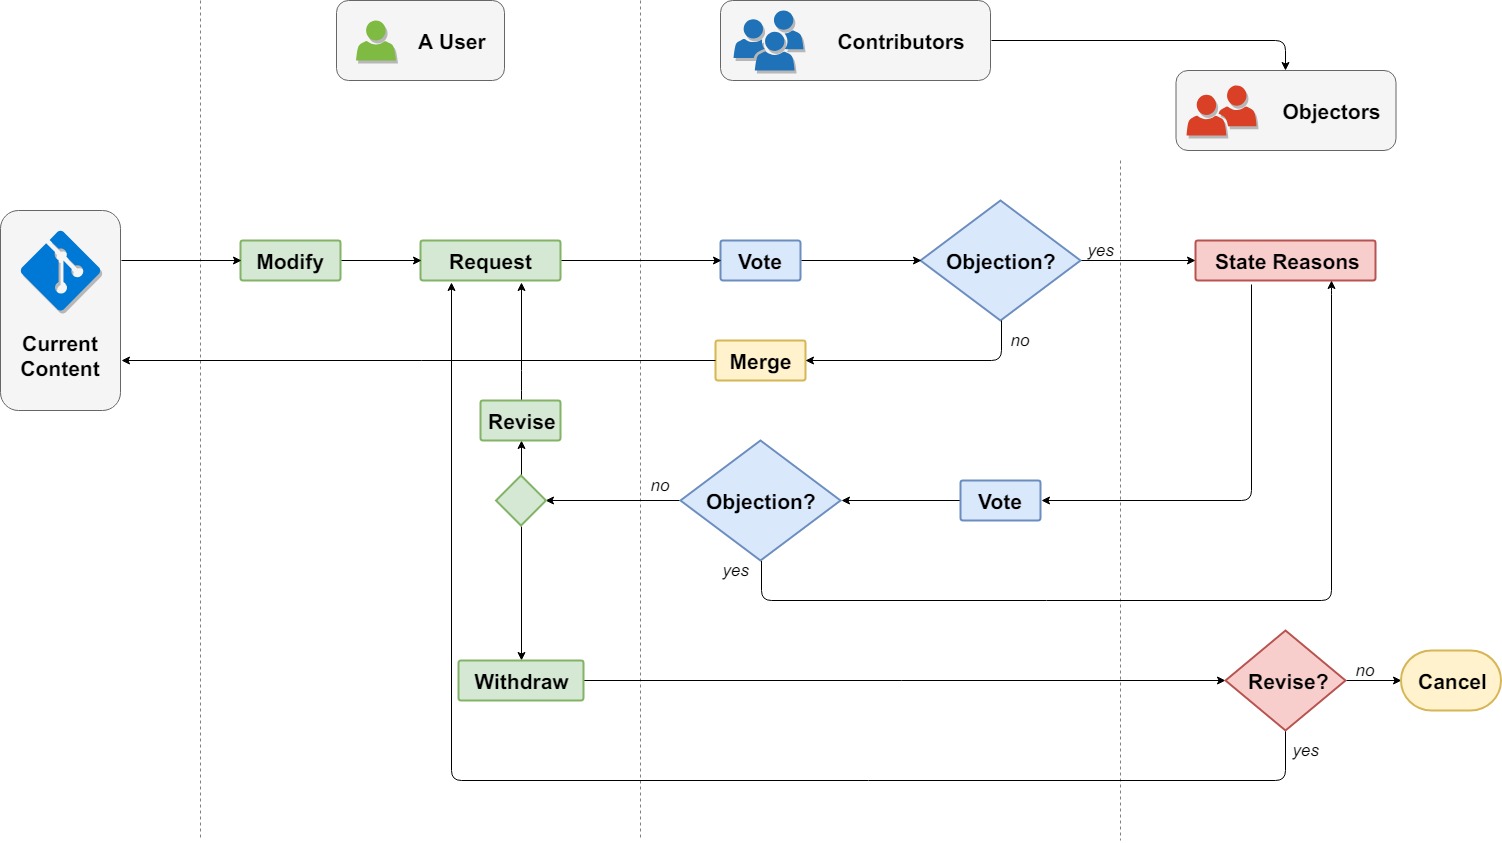 A User
Contributors
Objectors
Current
Content
Modify
Request
Vote
Objection?
yes
State Reasons
no
Merge
Revise
no
Objection?
Vote
yes
Withdraw
Revise?
no
Cancel
yes